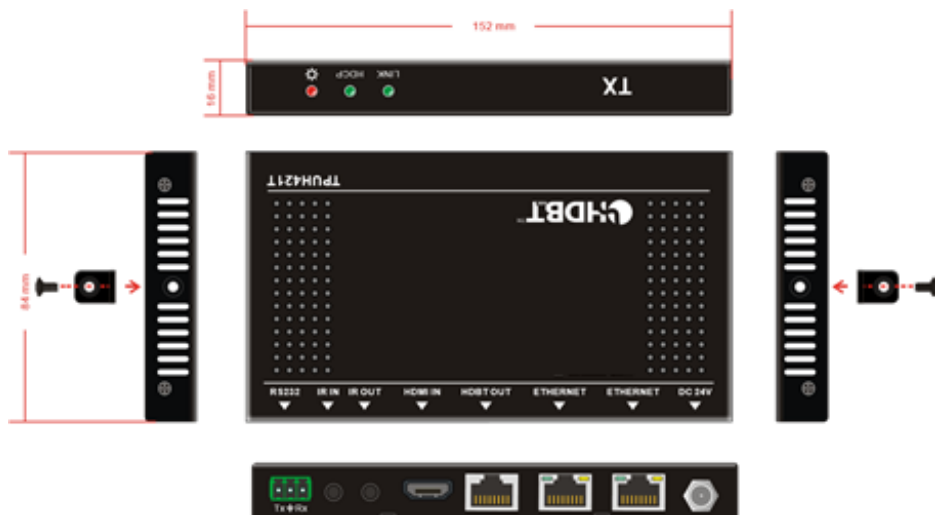 152 mm
16 mm
HDCP LINK
TX
84 mm
TPUH421T
HDBT™
RS232 IR IN IR OUT HDMI IN HDBT OUT ETHERNET ETHERNET DC 24V
Tx Rx